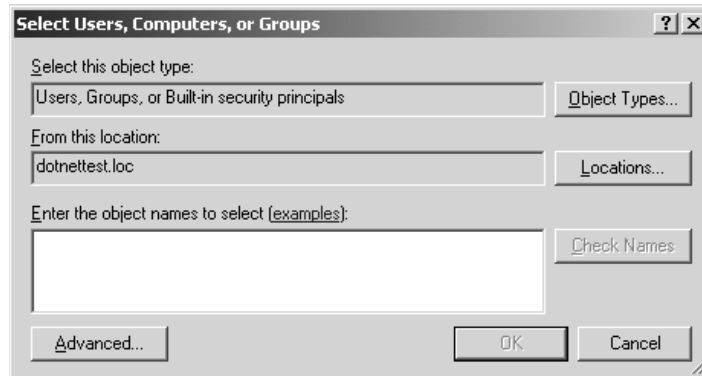 Select Users, Computers, or Groups
Select this object type:
Users, Groups, or Built-in security principals
Object Types...
From this location:
dotnettest.loc
Locations...
Enter the object names to select (examples):
Check Names
Advanced...
OK
Cancel